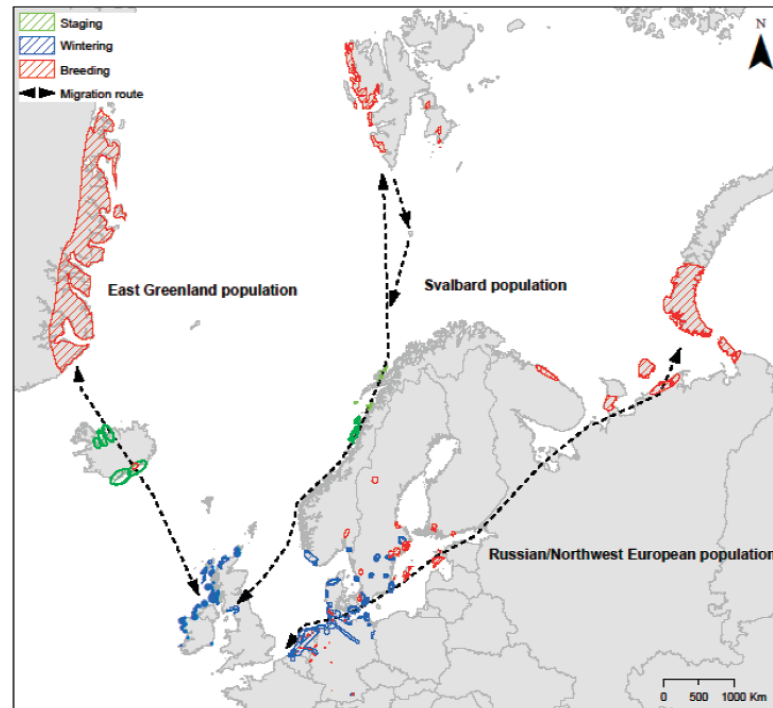 Staging
Wintering
Breeding
Migration route
N
East Greenland population
Svalbard population
Russian/Northwest European population
0 500 1000 Km